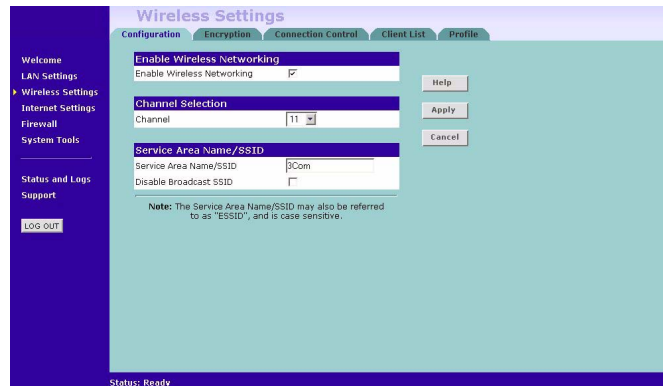 Wireless Settings
Configuration Encryption Connection Control Client List Profile
Welcome
LAN Settings
Wireless Settings
Internet Settings
Firewall
System Tools
Status and Logs
Support
LOG OUT
Enable Wireless Networking
Enable Wireless Networking
Channel Selection
Channel 11
Service Area Name/SSID
Service Area Name/SSID 3Com
Disable Broadcast SSID
Note: The Service Area Name/SSID may also be referred
to as "ESSID", and is case sensitive.
Help
Apply
Cancel
Status: Ready